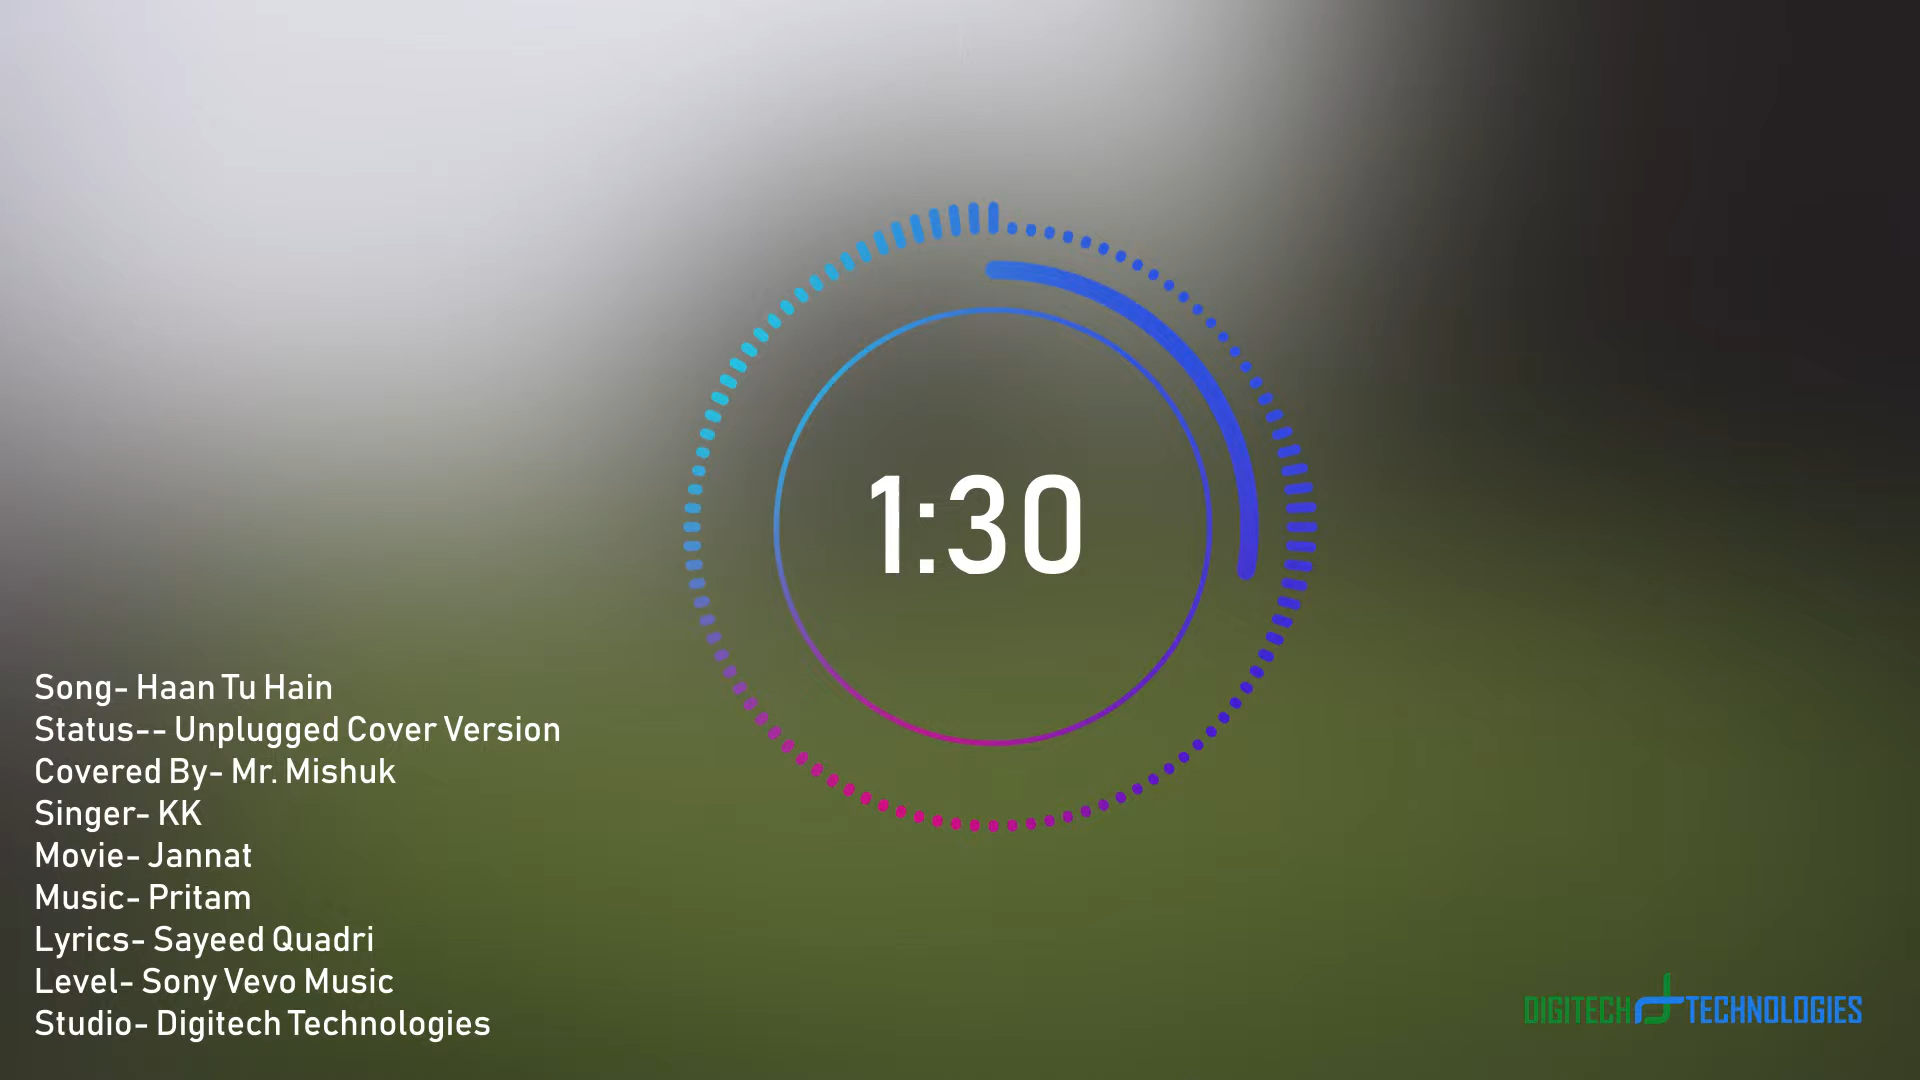 1:30
Song- Haan Tu Hain
Status-- Unplugged Cover Version
Covered By- Mr. Mishuk
Singer- KK
Movie- Jannat
Music- Pritam
Lyrics- Sayeed Quadri
Level- Sony Vevo Music
Studio- Digitech Technologies
DIGITECH TECHNOLOGIES